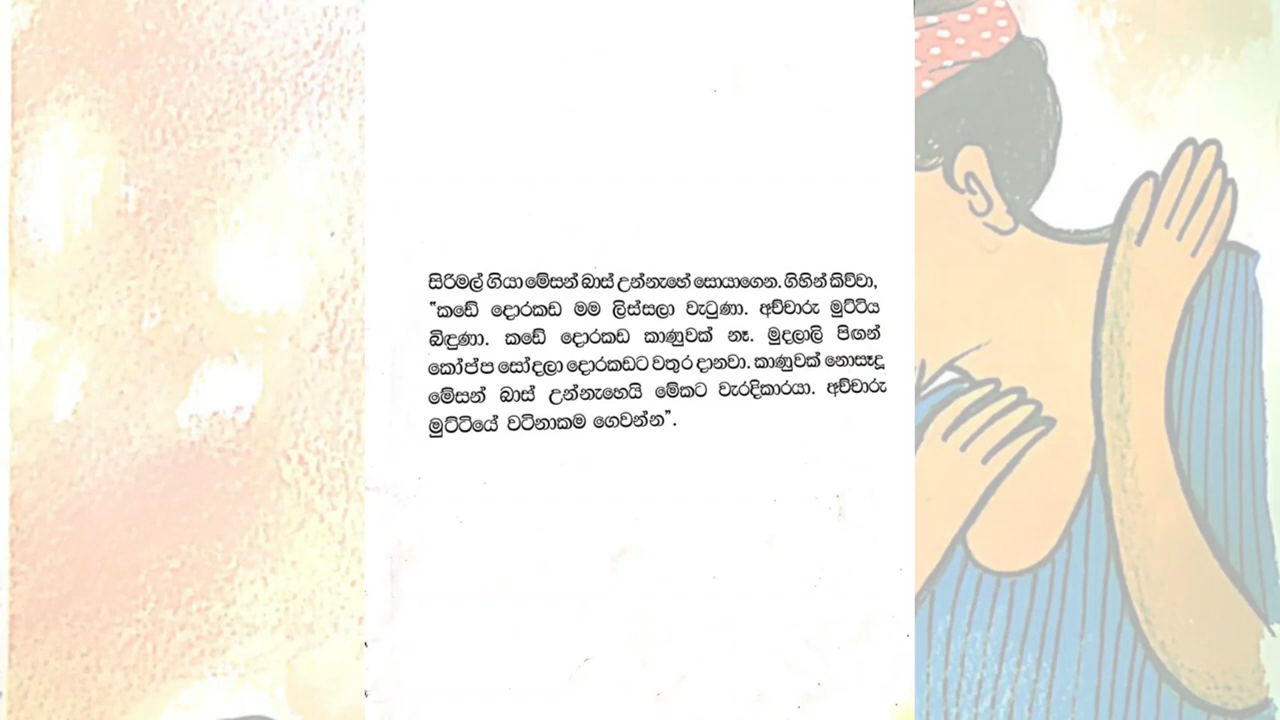 සිරිමල් ගියා මේසන් බාස් උන්නැහේ සොයාගෙන. ගිහින් කිව්වා,
"කඩේ දොරකඩ මම ලිස්සලා වැටුණා. අච්චාරු මුට්ටිය
බිඳුණා. කඩේ දොරකඩ කාණුවක් නෑ. මුදලාලි පිඟන්
කෝප්ප සෝදලා දොරකඩට වතුර දානවා. කාණුවක් නොසෑදූ
මේසන් බාස් උන්නැහෙයි මේකට වැරදිකාරයා. අච්චාරු
මුට්ටියේ වටිනාකම ගෙවන්න”.